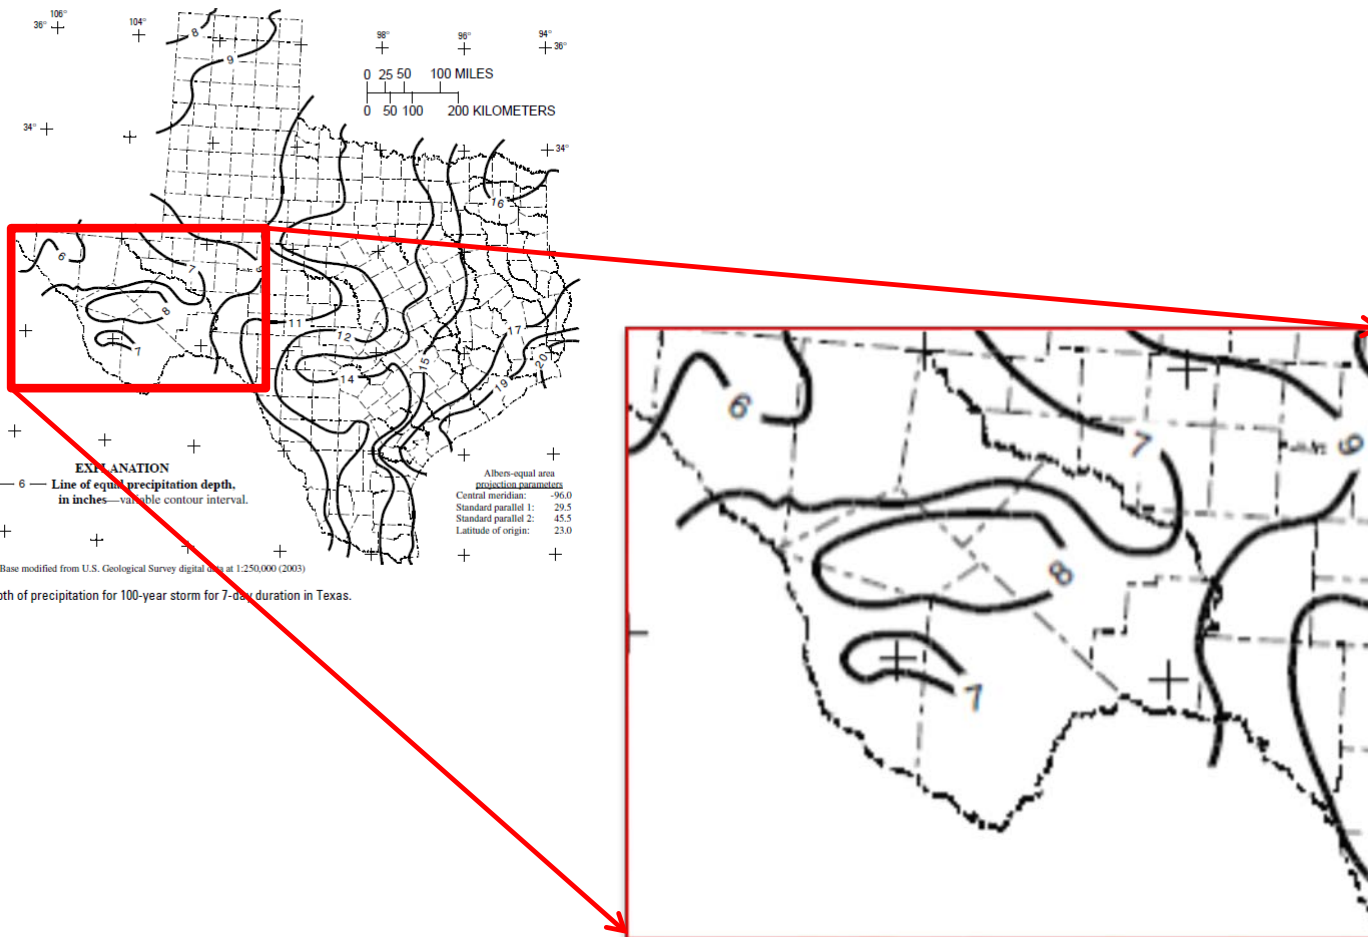 106°
36°
104°
98°
96°
94°
36°
0 25 50 100 MILES
0 50 100 200 KILOMETERS
34°
34°
8
9
16
6
7
9
8
7
11
12
14
15
17
19
20
EXPLANATION
6 Line of equal precipitation depth,
in inches—variable contour interval.
Albers-equal area
projection parameters
Central meridian: -96.0
Standard parallel 1: 29.5
Standard parallel 2: 45.5
Latitude of origin: 23.0
Base modified from U.S. Geological Survey digital data at 1:250,000 (2003)
pth of precipitation for 100-year storm for 7-day duration in Texas.
6
7
9
8
7